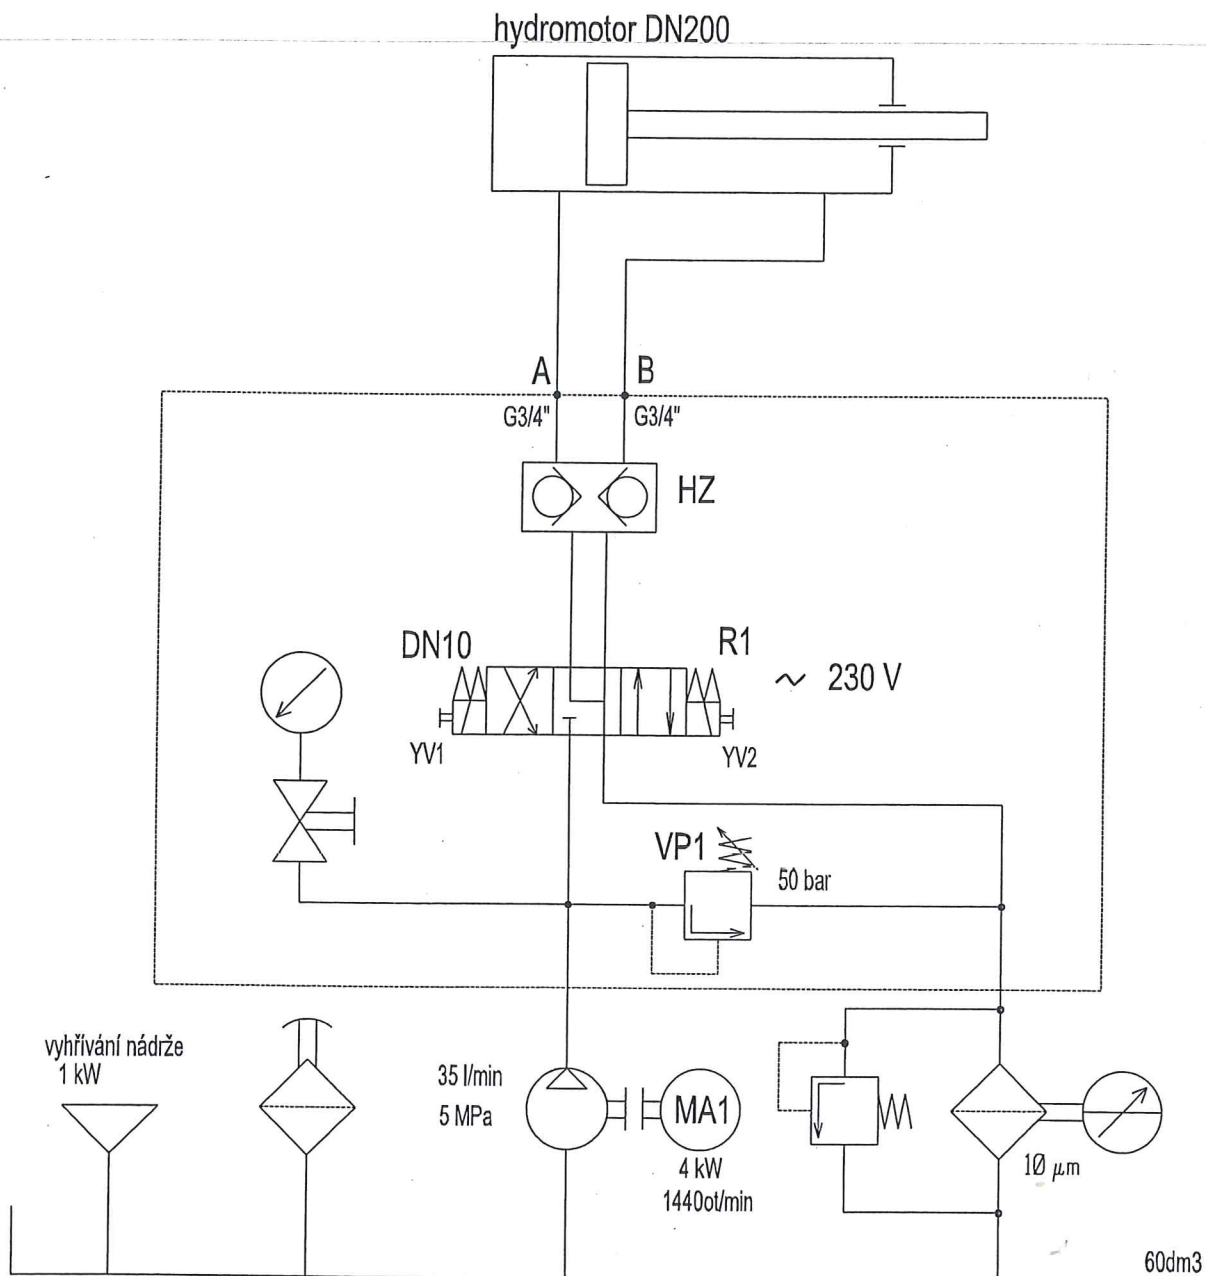 hydromotor DN200
A
B
G3/4"
G3/4"
HZ
DN10
R1
~ 230 V
YV1
YV2
VP1
50 bar
vyhřívání nádrže
1 kW
35 l/min
5 MPa
MA1
4 kW
1440ot/min
10 μm
60dm3